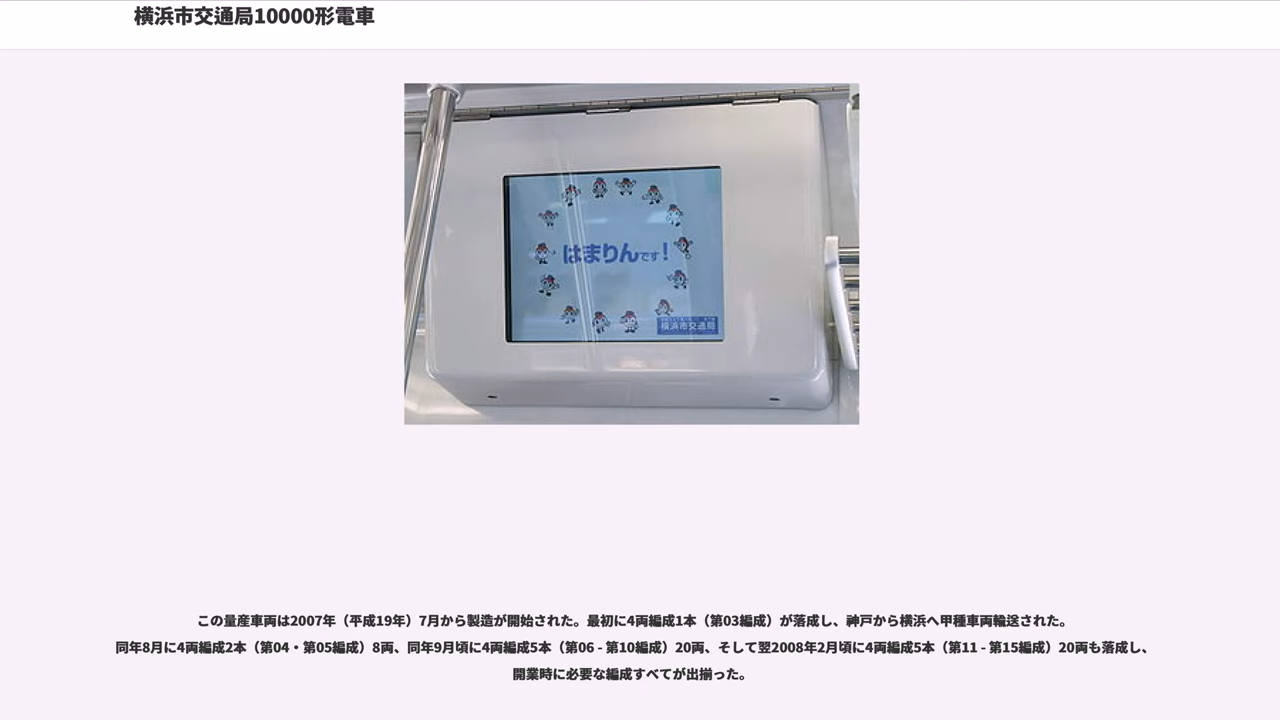 横浜市交通局10000形電車
はまりんです!
横浜市交通局
この量産車両は2007年（平成19年）7月から製造が開始された。最初に4両編成1本（第03編成）が落成し、神戸から横浜へ甲種車両輸送された。
同年8月に4両編成2本（第04・第05編成）8両、同年9月頃に4両編成5本（第06 - 第10編成）20両、そして翌2008年2月頃に4両編成5本（第11 - 第15編成）20両も落成し、
開業時に必要な編成すべてが出揃った。